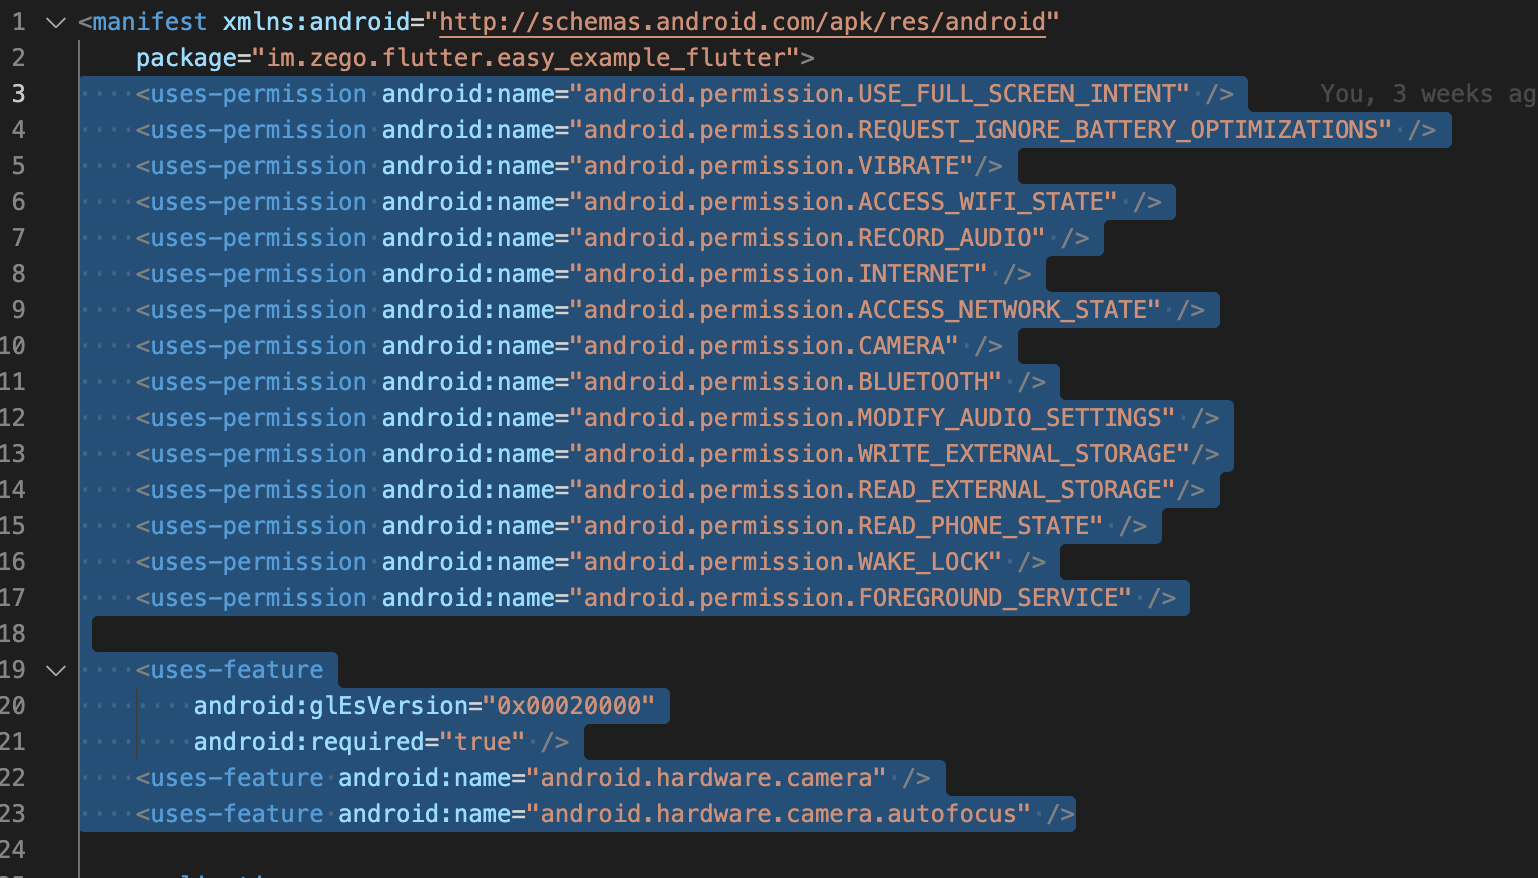 1 <manifest xmlns:android="http://schemas.android.com/apk/res/android"
2 package="im.zego.flutter.easy_example_flutter">
3 <uses-permission android:name="android.permission.USE_FULL_SCREEN_INTENT" /> You, 3 weeks ag
4 <uses-permission android:name="android.permission.REQUEST_IGNORE_BATTERY_OPTIMIZATIONS" />
5 <uses-permission android:name="android.permission.VIBRATE"/>
6 <uses-permission android:name="android.permission.ACCESS_WIFI_STATE" />
7 <uses-permission android:name="android.permission.RECORD_AUDIO" />
8 <uses-permission android:name="android.permission.INTERNET" />
9 <uses-permission android:name="android.permission.ACCESS_NETWORK_STATE" />
10 <uses-permission android:name="android.permission.CAMERA" />
11 <uses-permission android:name="android.permission.BLUETOOTH" />
12 <uses-permission android:name="android.permission.MODIFY_AUDIO_SETTINGS" />
13 <uses-permission android:name="android.permission.WRITE_EXTERNAL_STORAGE"/>
14 <uses-permission android:name="android.permission.READ_EXTERNAL_STORAGE"/>
15 <uses-permission android:name="android.permission.READ_PHONE_STATE" />
16 <uses-permission android:name="android.permission.WAKE_LOCK" />
17 <uses-permission android:name="android.permission.FOREGROUND_SERVICE" />
18
19 <uses-feature
20 android:glEsVersion="0x00020000"
21 android:required="true" />
22 <uses-feature android:name="android.hardware.camera" />
23 <uses-feature android:name="android.hardware.camera.autofocus" />
24